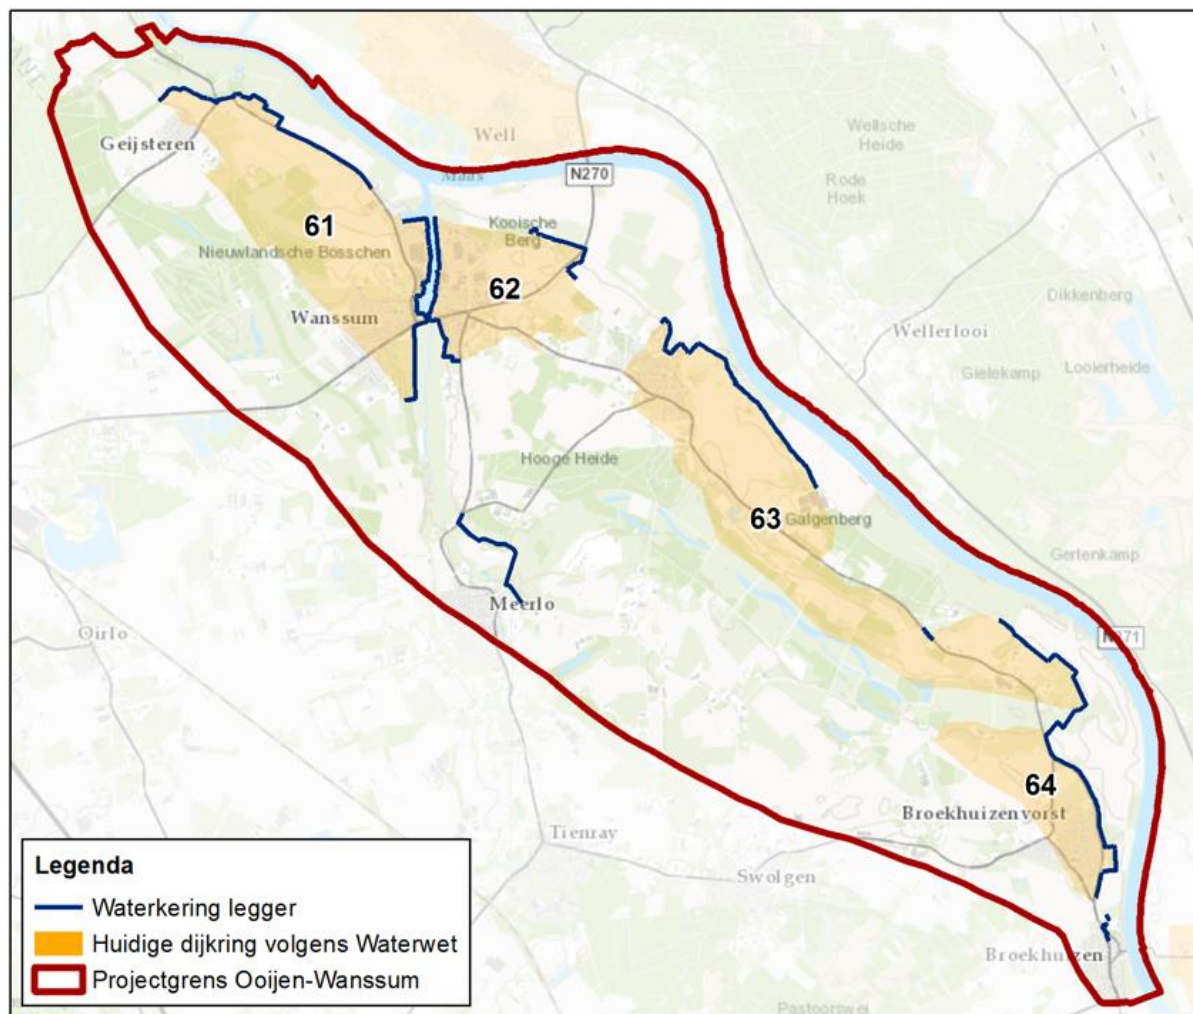 Well
Wellsche
Heide
Geijsteren
Maas
N270
Rode
Hoek
61
Kooische
Berg
Nieuwlandsche Bosschen
62
Dikkenberg
Wanssum
Wellerlooi
Gielekamp
Looierheide
Hooge Heide
63
Galgenberg
Gertenkamp
Meerlo
Oirlo
N271
64
Broekhuizenvorst
Tienray
Swolgen
Broekhuizen
Pastoorswei
Legenda
Waterkering legger
Huidige dijkring volgens Waterwet
Projectgrens Ooijen-Wanssum